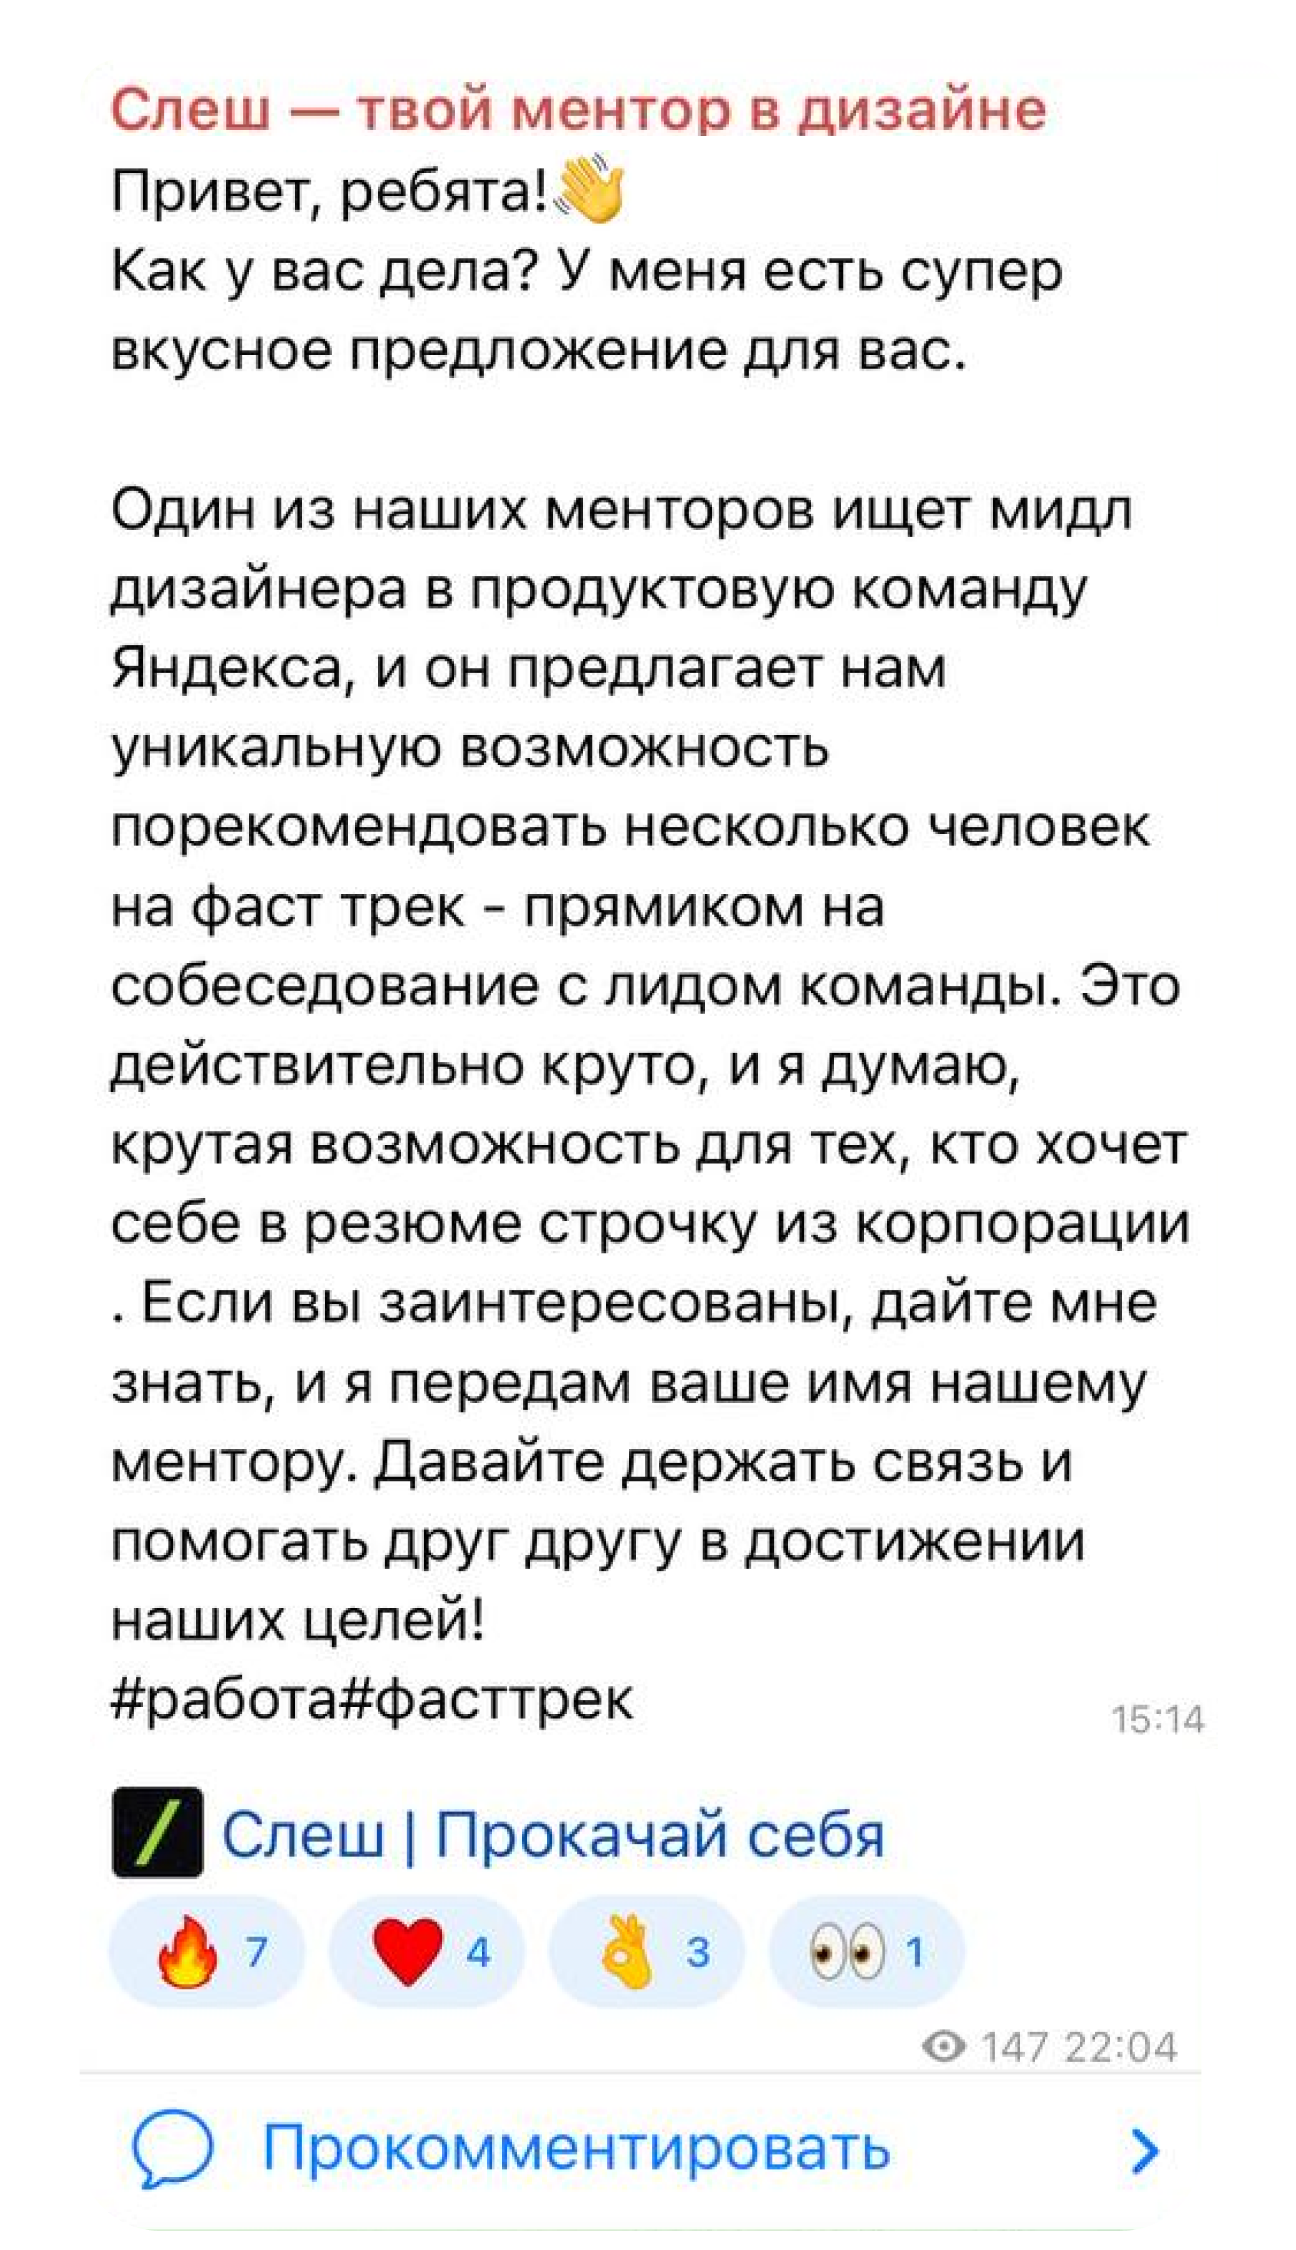 Слеш — твой ментор в дизайне
Привет, ребята!👋
Как у вас дела? У меня есть супер
вкусное предложение для вас.
Один из наших менторов ищет мидл
дизайнера в продуктовую команду
Яндекса, и он предлагает нам
уникальную возможность
порекомендовать несколько человек
на фаст трек - прямиком на
собеседование с лидом команды. Это
действительно круто, и я думаю,
крутая возможность для тех, кто хочет
себе в резюме строчку из корпорации
. Если вы заинтересованы, дайте мне
знать, и я передам ваше имя нашему
ментору. Давайте держать связь и
помогать друг другу в достижении
наших целей!
#работа#фасттрек
15:14
Слеш | Прокачай себя
🔥 7 ❤️ 4 👌 3 👀 1
147 22:04
Прокомментировать